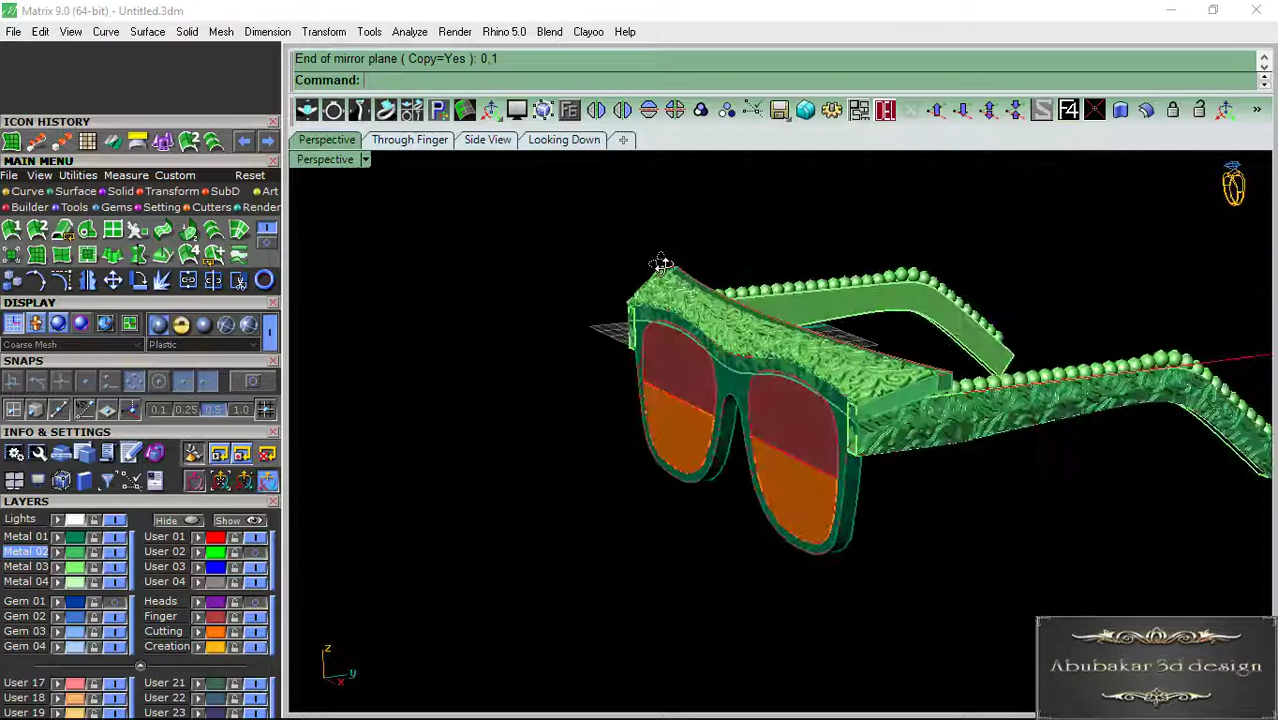 Matrix 9.0 (64-bit) - Untitled.3dm
File Edit View Curve Surface Solid Mesh Dimension Transform Tools Analyze Render Rhino 5.0 Blend Clayoo Help
End of mirror plane ( Copy=Yes ): 0,1
Command:
ICON HISTORY
MAIN MENU
File View Utilities Measure Custom Reset
Curve Surface Solid Transform SubD Art
Builder Tools Gems Setting Cutters Render
DISPLAY
Coarse Mesh Plastic
SNAPS
0.1 0.25 0.5 1.0
INFO & SETTINGS
LAYERS
Lights Hide Show
Metal 01 User 01
Metal 02 User 02
Metal 03 User 03
Metal 04 User 04
Gem 01 Heads
Gem 02 Finger
Gem 03 Cutting
Gem 04 Creation
User 17 User 21
User 18 User 22
User 19 User 23
Perspective Through Finger Side View Looking Down
Perspective
F4
z
y
x
Abubakar 3d design